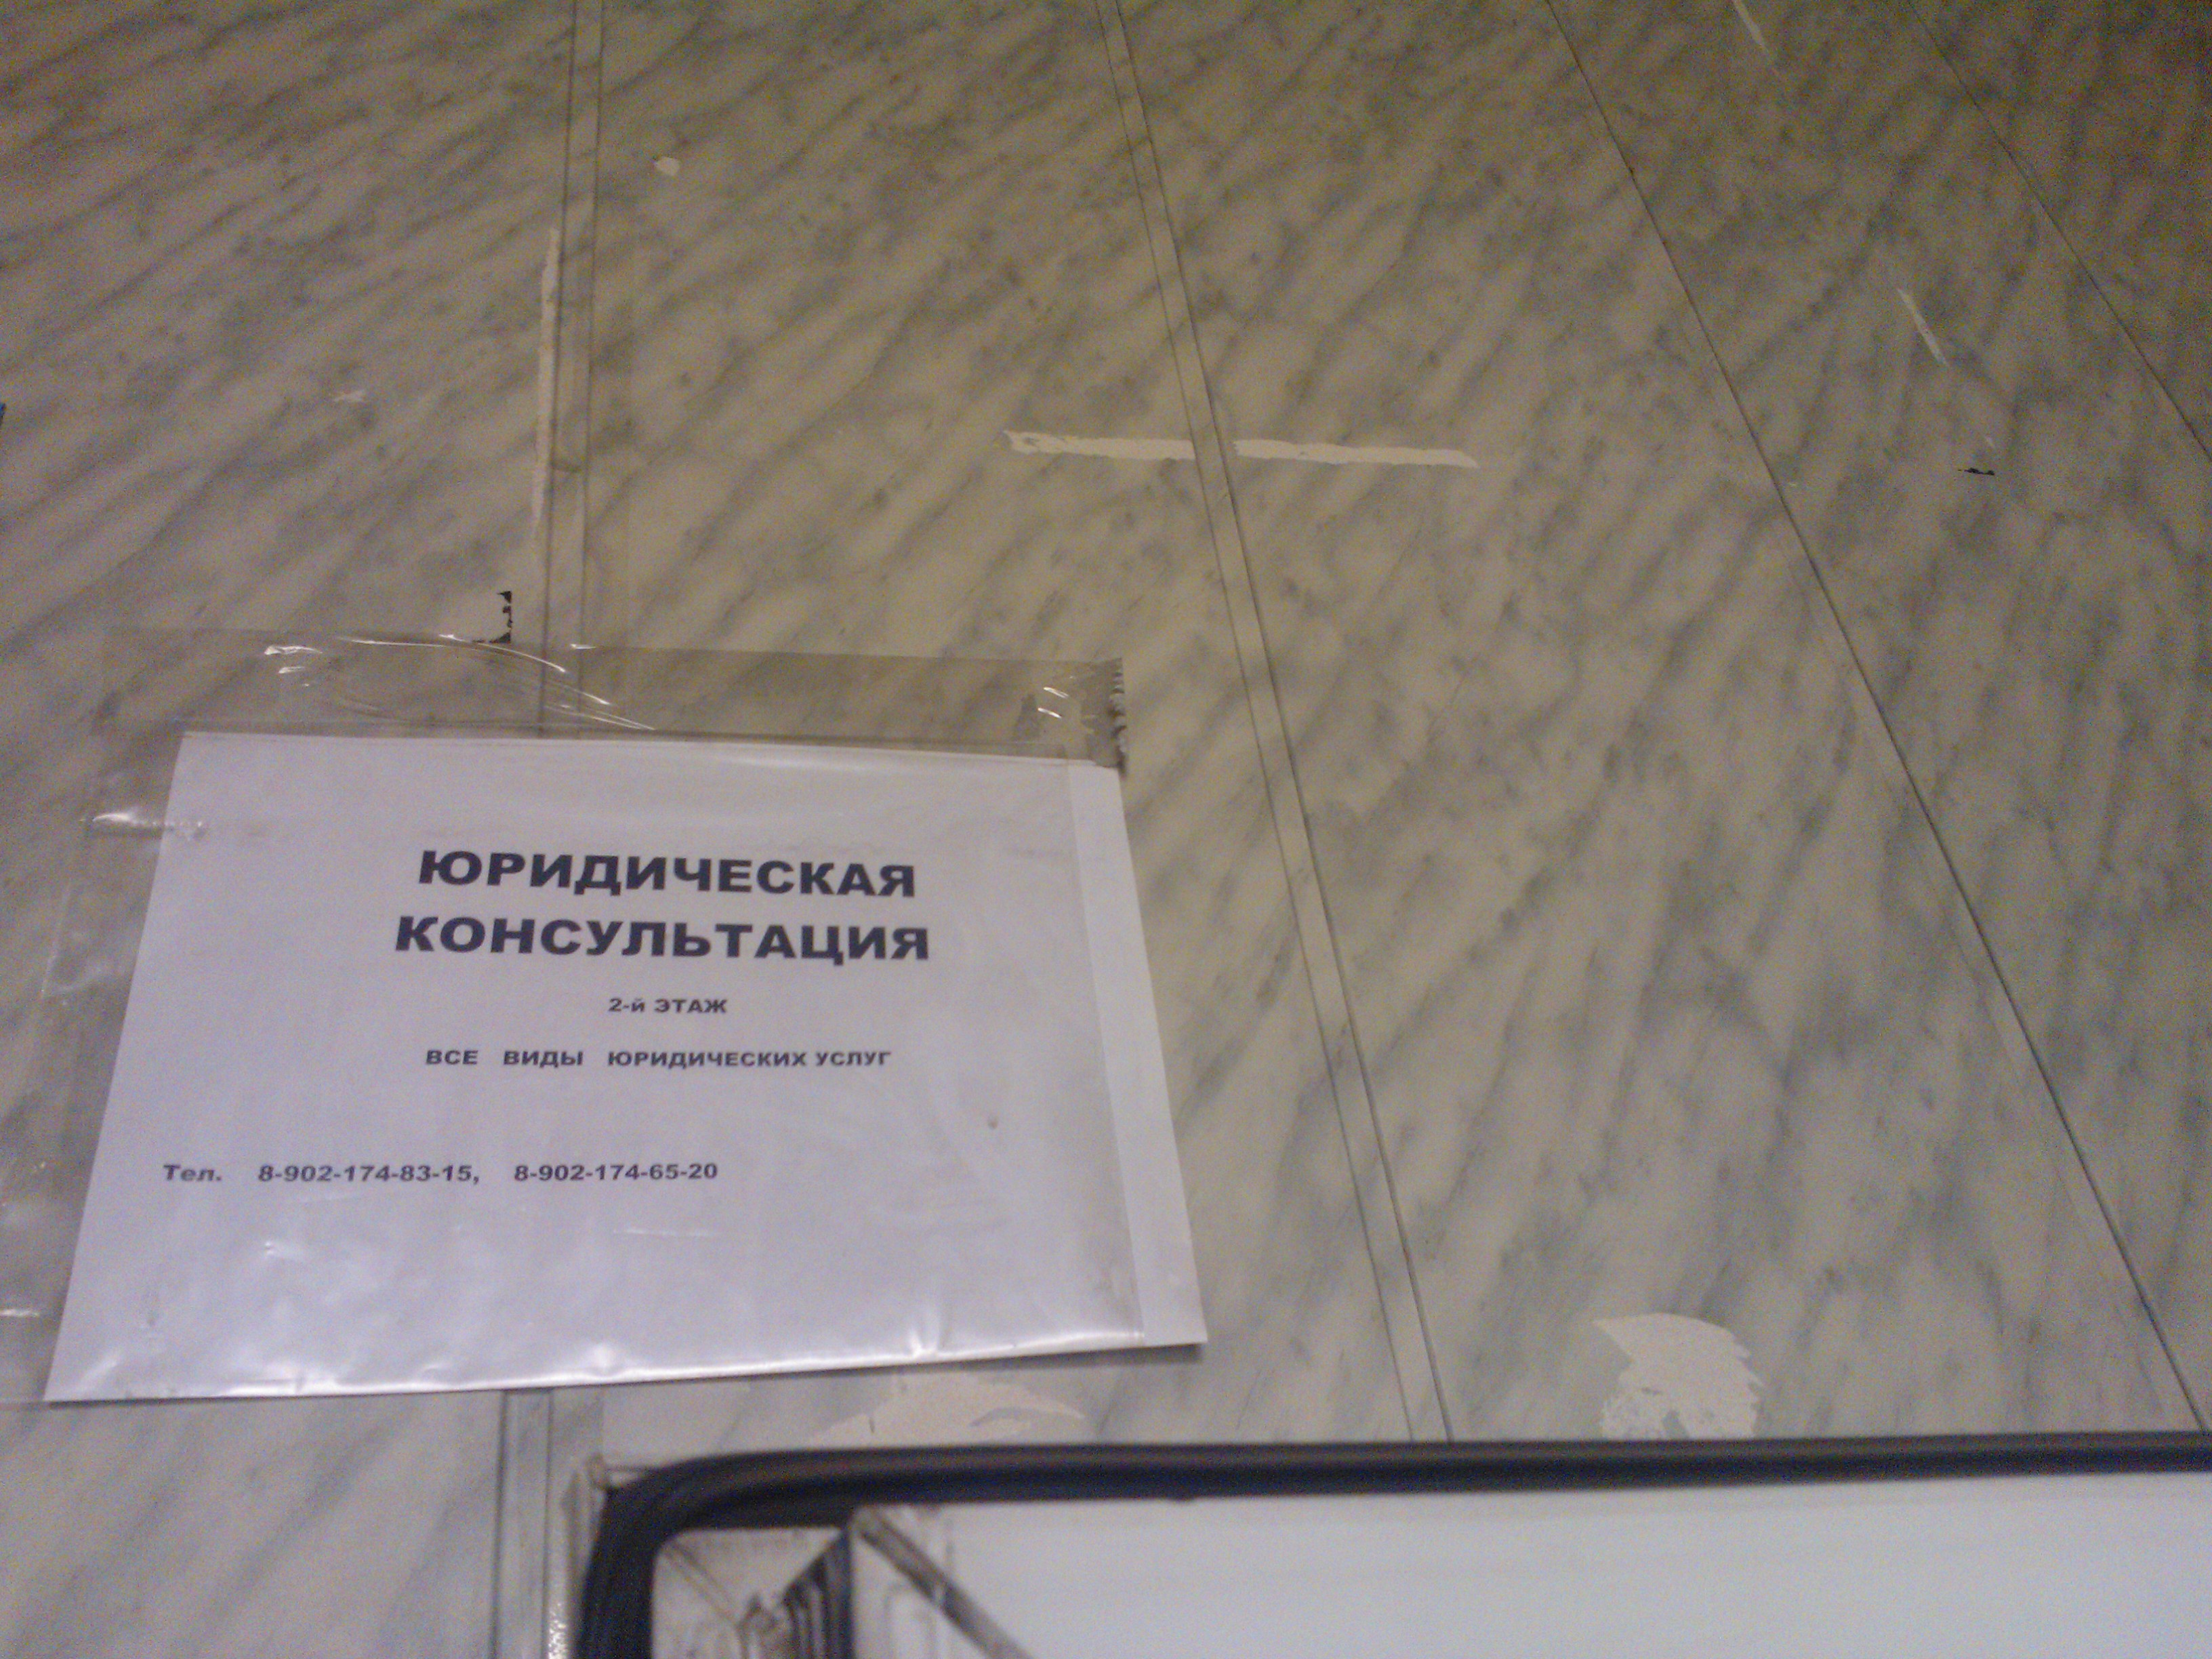 ЮРИДИЧЕСКАЯ
КОНСУЛЬТАЦИЯ
2-й ЭТАЖ
ВСЕ ВИДЫ ЮРИДИЧЕСКИХ УСЛУГ
Тел. 8-902-174-83-15, 8-902-174-65-20